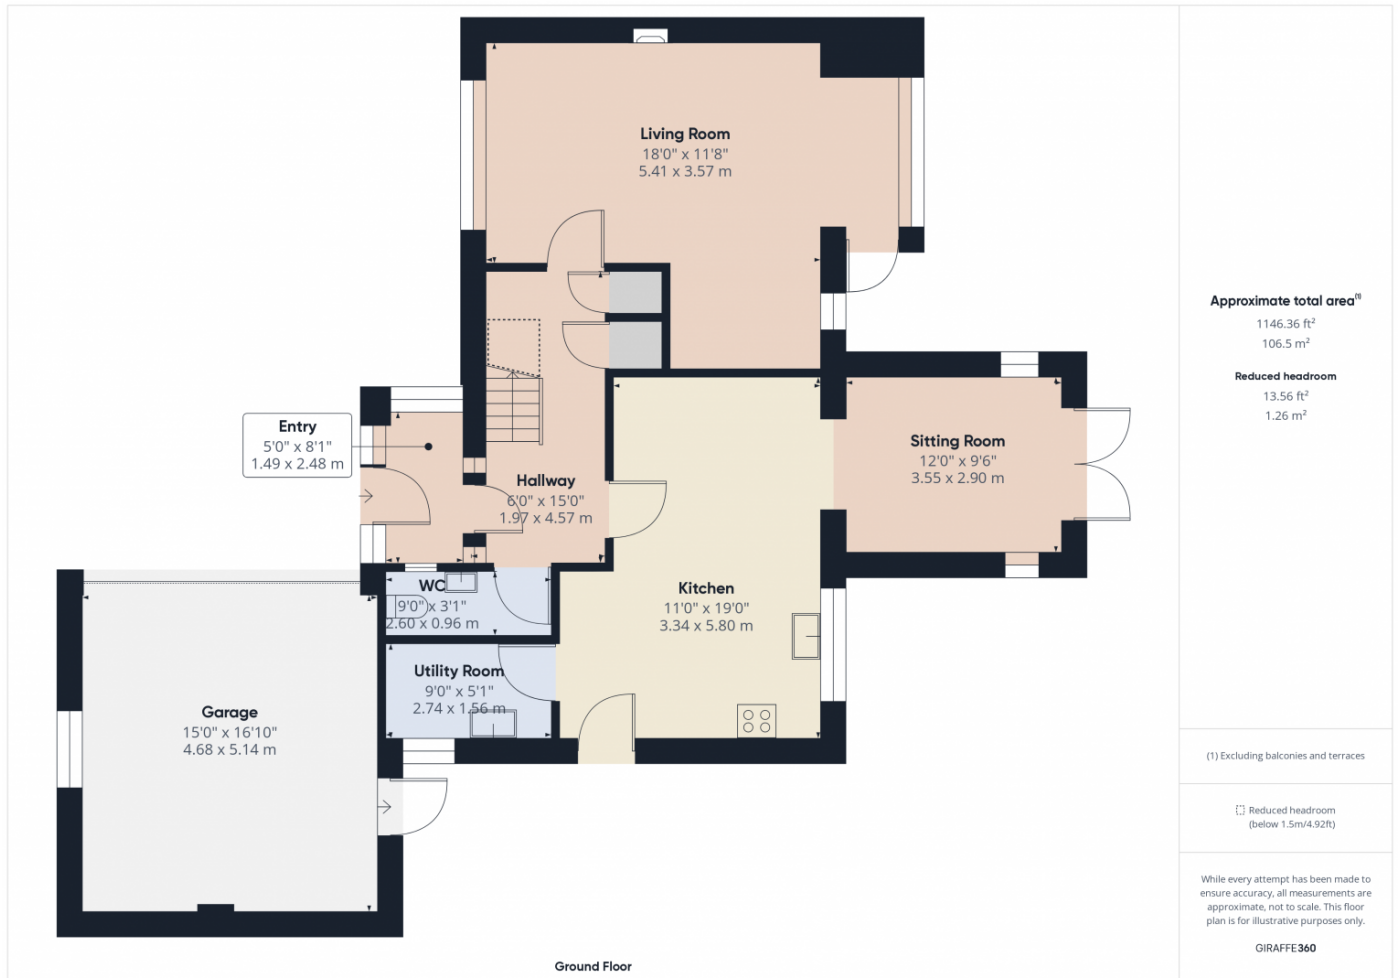 Living Room
18'0" x 11'8"
5.41 x 3.57 m
Entry
5'0" x 8'1"
1.49 x 2.48 m
Hallway
6'0" x 15'0"
1.97 x 4.57 m
Sitting Room
12'0" x 9'6"
3.55 x 2.90 m
WC
9'0" x 3'1"
2.60 x 0.96 m
Kitchen
11'0" x 19'0"
3.34 x 5.80 m
Utility Room
9'0" x 5'1"
2.74 x 1.56 m
Garage
15'0" x 16'10"
4.68 x 5.14 m
Ground Floor
Approximate total area⁽¹⁾
1146.36 ft²
106.5 m²
Reduced headroom
13.56 ft²
1.26 m²
(1) Excluding balconies and terraces
Reduced headroom
(below 1.5m/4.92ft)
While every attempt has been made to
ensure accuracy, all measurements are
approximate, not to scale. This floor
plan is for illustrative purposes only.
GIRAFFE360